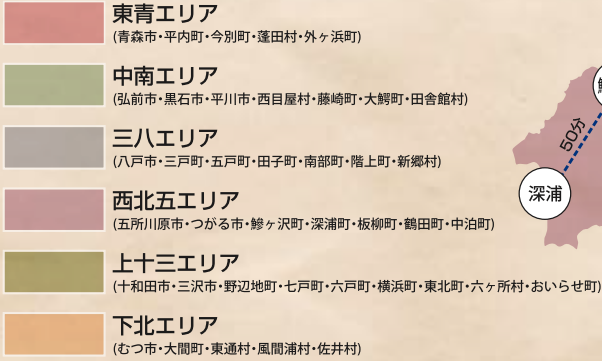 東青エリア
(青森市・平内町・今別町・蓬田村・外ヶ浜町)
中南エリア
(弘前市・黒石市・平川市・西目屋村・藤崎町・大鰐町・田舎館村)
三八エリア
(八戸市・三戸町・五戸町・田子町・南部町・階上町・新郷村)
西北五エリア
(五所川原市・つがる市・鰺ヶ沢町・深浦町・板柳町・鶴田町・中泊町)
上十三エリア
(十和田市・三沢市・野辺地町・七戸町・六戸町・横浜町・東北町・六ヶ所村・おいらせ町)
下北エリア
(むつ市・大間町・東通村・風間浦村・佐井村)
50分
深浦